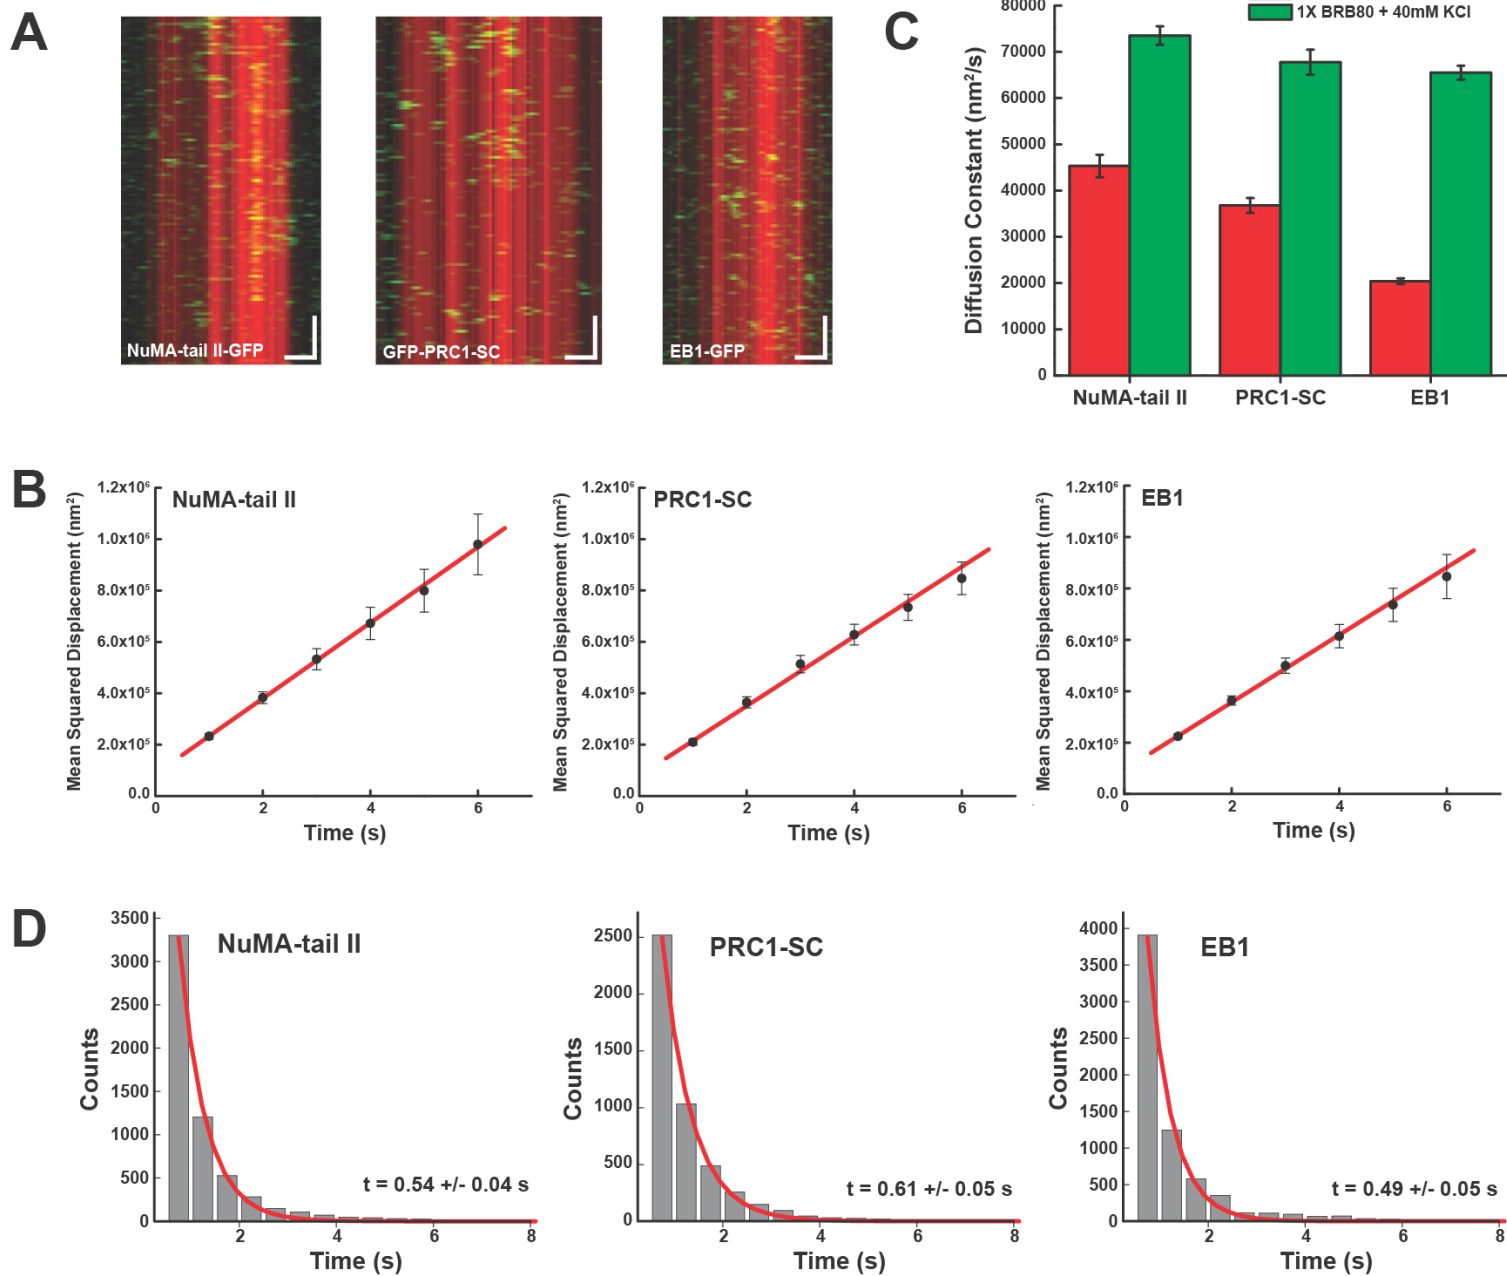 A
NuMA-tail II-GFP
GFP-PRC1-SC
EB1-GFP
C
1X BRB80 + 40mM KCl
Diffusion Constant (nm²/s)
80000
70000
60000
50000
40000
30000
20000
10000
0
NuMA-tail II
PRC1-SC
EB1
B
NuMA-tail II
Mean Squared Displacement (nm²)
1.2x10⁶
1.0x10⁶
8.0x10⁵
6.0x10⁵
4.0x10⁵
2.0x10⁵
0.0
0 2 4 6
Time (s)
PRC1-SC
Mean Squared Displacement (nm²)
1.2x10⁶
1.0x10⁶
8.0x10⁵
6.0x10⁵
4.0x10⁵
2.0x10⁵
0.0
0 2 4 6
Time (s)
EB1
Mean Squared Displacement (nm²)
1.2x10⁶
1.0x10⁶
8.0x10⁵
6.0x10⁵
4.0x10⁵
2.0x10⁵
0.0
0 2 4 6
Time (s)
D
NuMA-tail II
Counts
3500
3000
2500
2000
1500
1000
500
0
t = 0.54 +/- 0.04 s
2 4 6 8
Time (s)
PRC1-SC
Counts
2500
2000
1500
1000
500
0
t = 0.61 +/- 0.05 s
2 4 6 8
Time (s)
EB1
Counts
4000
3500
3000
2500
2000
1500
1000
500
0
t = 0.49 +/- 0.05 s
2 4 6 8
Time (s)